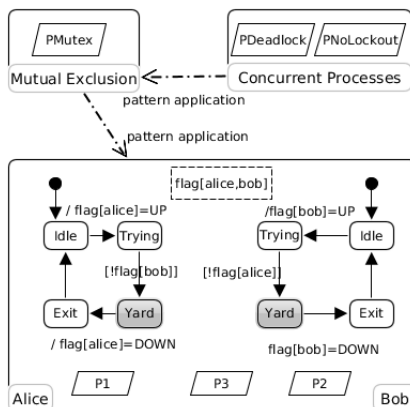 PMutex
PDeadlock PNoLockout
Mutual Exclusion
Concurrent Processes
pattern application
pattern application
flag[alice,bob]
/ flag[alice]=UP
/flag[bob]=UP
Idle Trying
Trying Idle
[!flag[bob]]
[!flag[alice]]
Exit Yard
Yard Exit
/ flag[alice]=DOWN
flag[bob]=DOWN
P1 P3 P2
Alice
Bob